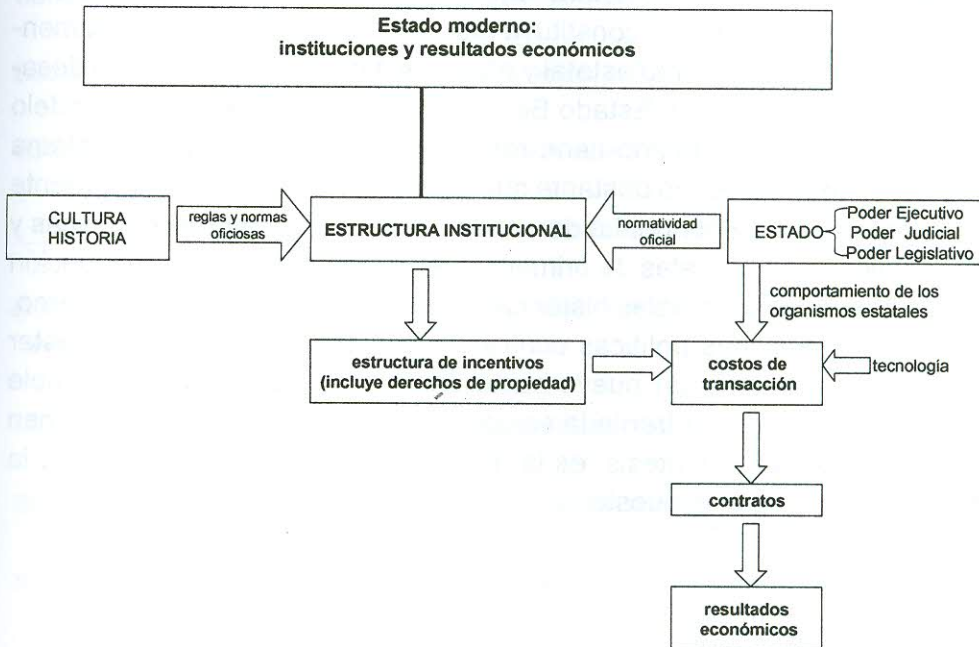 Estado moderno:
instituciones y resultados económicos
CULTURA
HISTORIA
reglas y normas
oficiosas
ESTRUCTURA INSTITUCIONAL
normatividad
oficial
ESTADO
Poder Ejecutivo
Poder Judicial
Poder Legislativo
comportamiento de los
organismos estatales
estructura de incentivos
(incluye derechos de propiedad)
costos de
transacción
tecnología
contratos
resultados
económicos